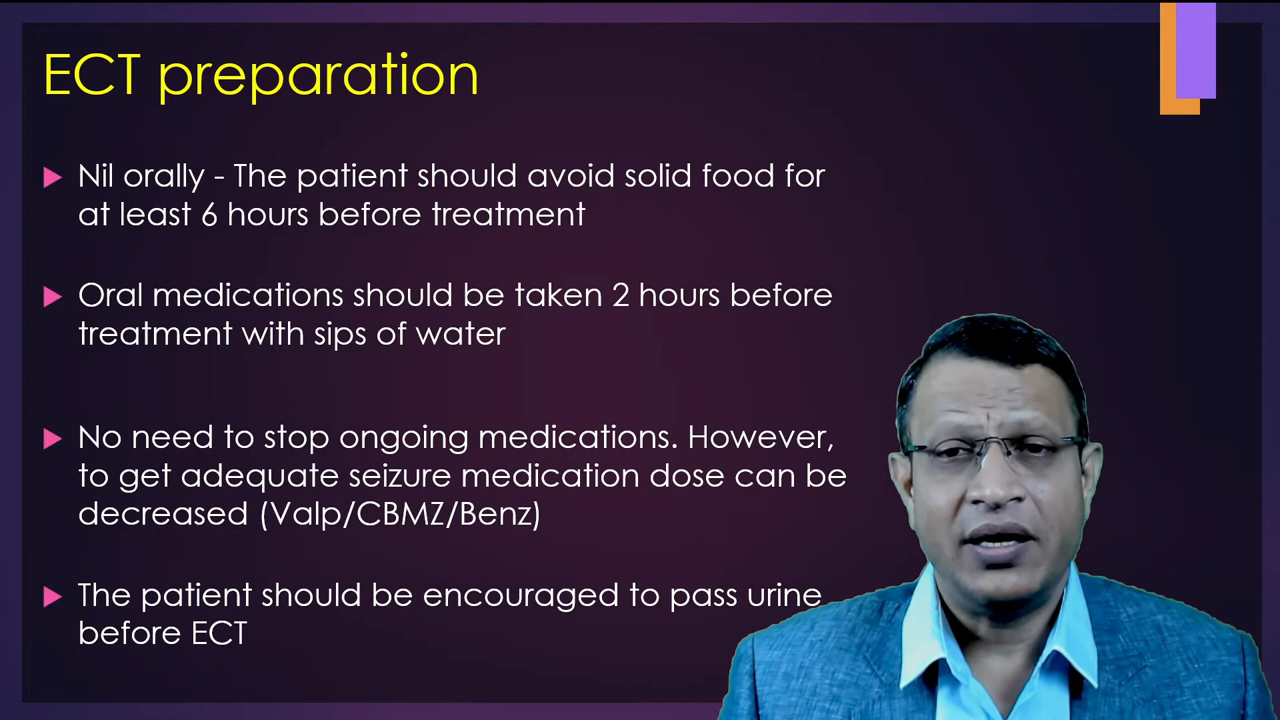 ECT preparation
Nil orally - The patient should avoid solid food for
at least 6 hours before treatment
Oral medications should be taken 2 hours before
treatment with sips of water
No need to stop ongoing medications. However,
to get adequate seizure medication dose can be
decreased (Valp/CBMZ/Benz)
The patient should be encouraged to pass urine
before ECT